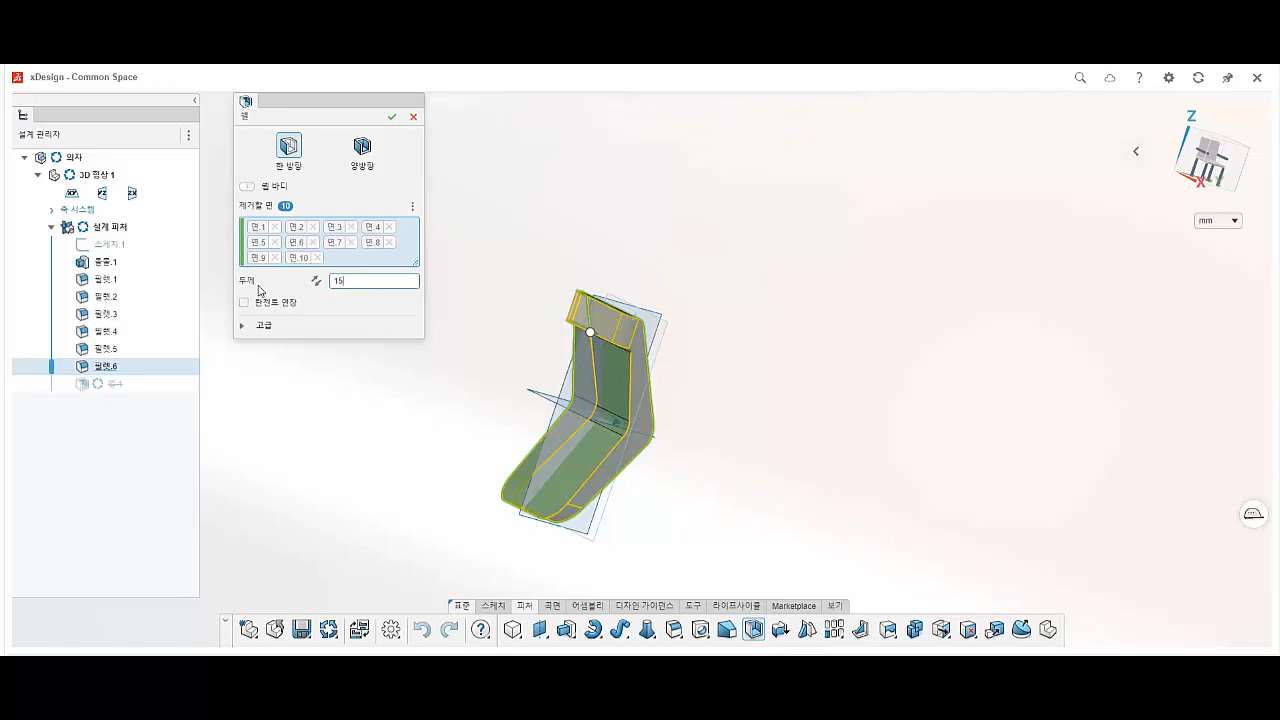 xDesign - Common Space
설계 관리자
의자
3D 형상 1
XY
YZ
ZX
축 시스템
설계 피처
스케치.1
돌출.1
필렛.1
필렛.2
필렛.3
필렛.4
필렛.5
필렛.6
쉘.1
쉘
한 방향
양방향
쉘 바디
제거할 면 10
면.1 면.2 면.3 면.4
면.5 면.6 면.7 면.8
면.9 면.10
두께 15
탄젠트 연장
고급
Z
X
mm
표준 스케치 피처 곡면 어셈블리 디자인 가이던스 도구 라이프사이클 Marketplace 보기